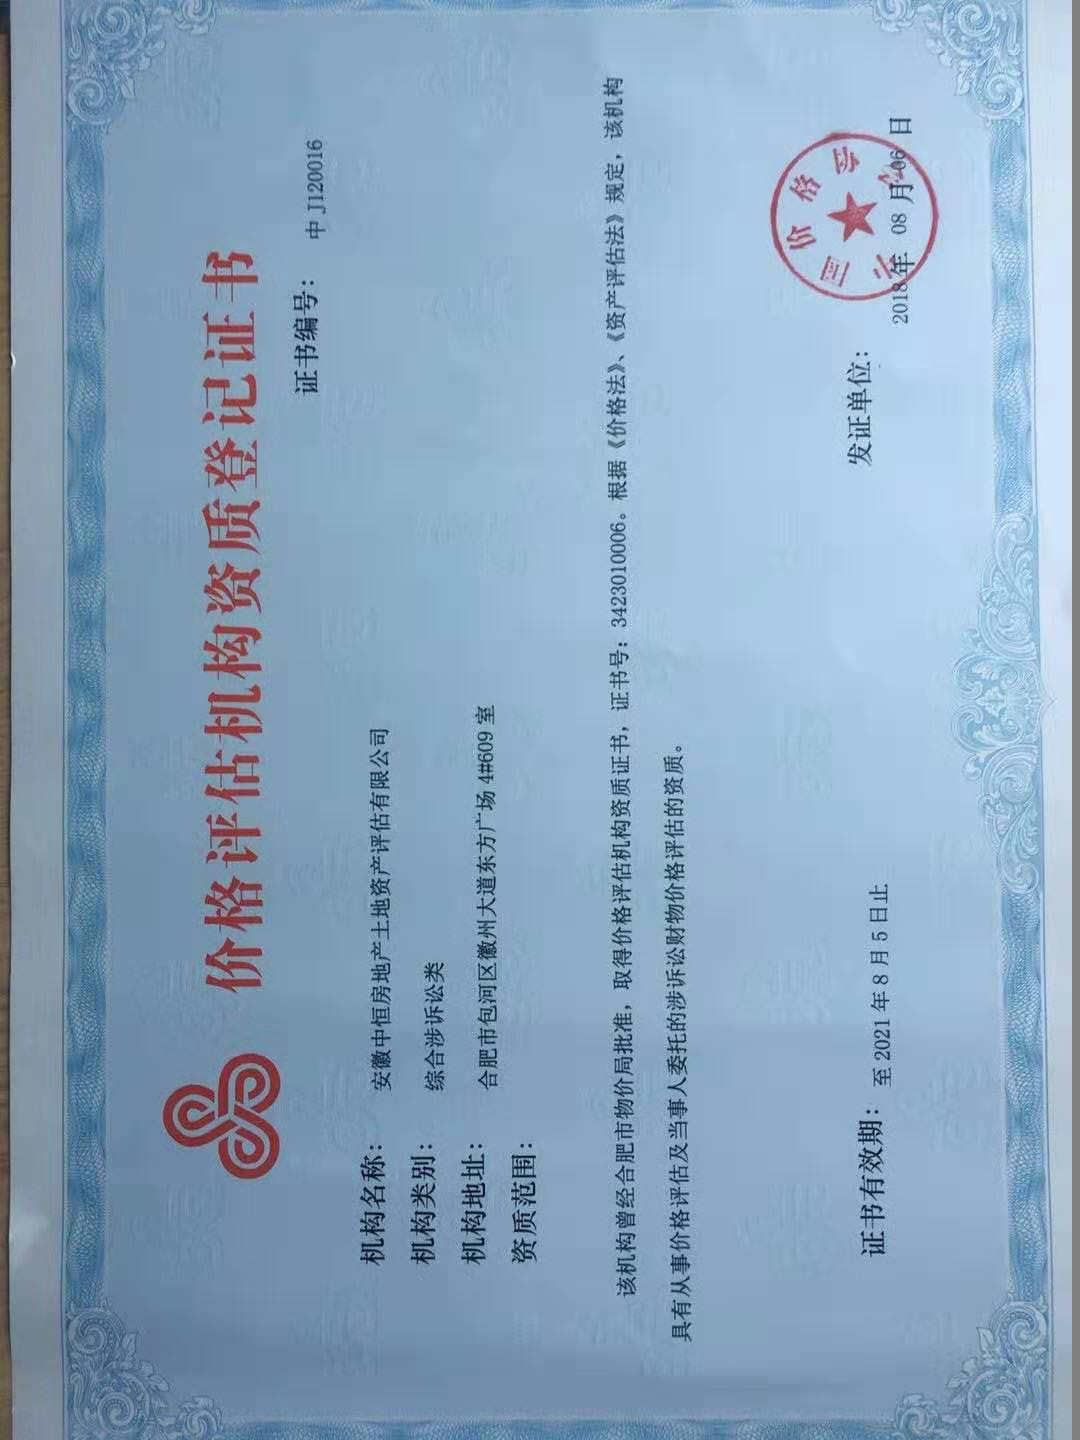 价格评估机构资质登记证书
证书编号： 中 J120016
机构名称： 安徽中恒房地产土地资产评估有限公司
机构类别： 综合涉诉讼类
机构地址： 合肥市包河区徽州大道东方广场 4#609 室
资质范围：
该机构曾经合肥市物价局批准，取得价格评估机构资质证书，证书号：3423010006。根据《价格法》、《资产评估法》规定，该机构
具有从事价格评估及当事人委托的涉诉讼财物价格评估的资质。
证书有效期： 至 2021 年 8 月 5 日止
发证单位：
国价格协
2018 年 08 月 06 日